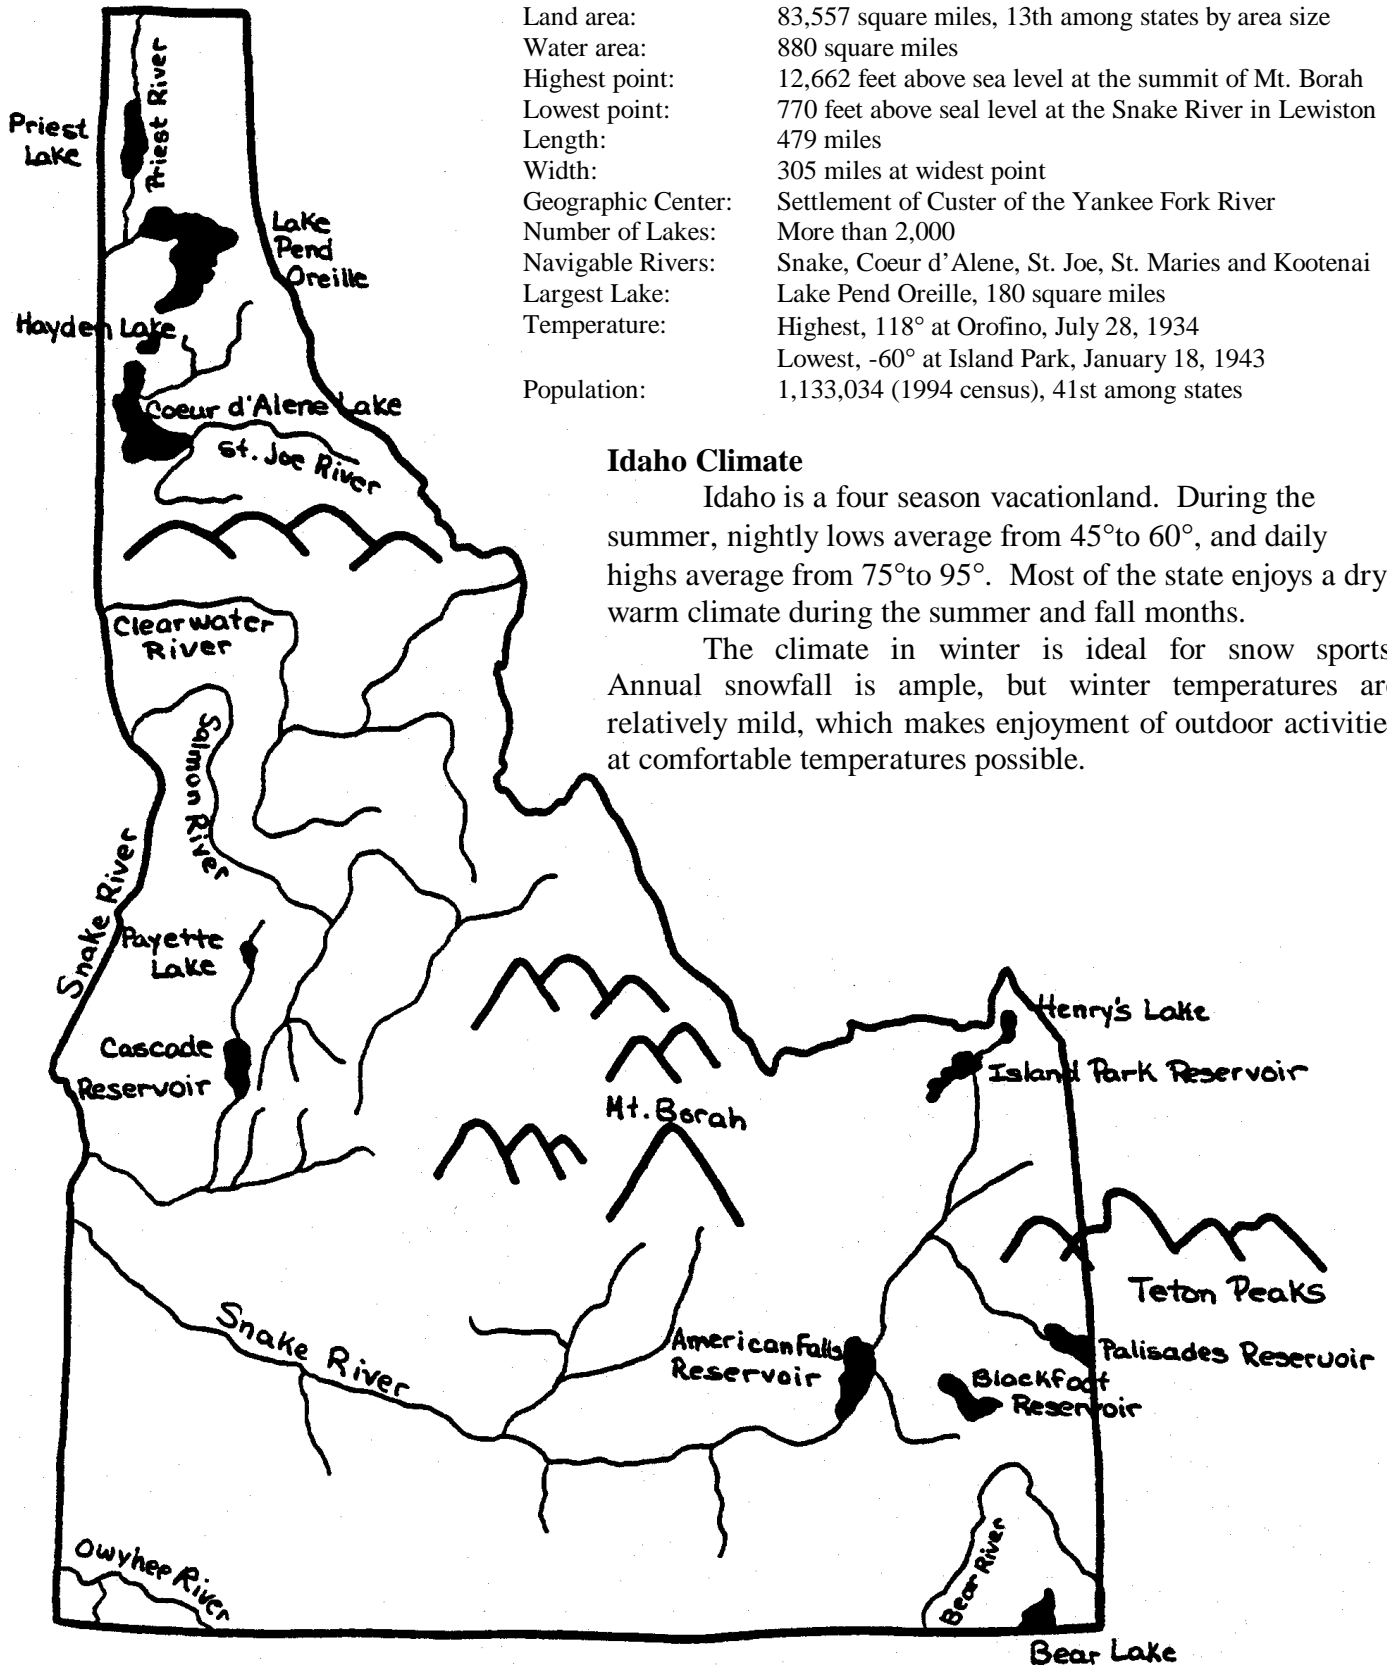 Land area: 83,557 square miles, 13th among states by area size
Water area: 880 square miles
Highest point: 12,662 feet above sea level at the summit of Mt. Borah
Lowest point: 770 feet above seal level at the Snake River in Lewiston
Length: 479 miles
Width: 305 miles at widest point
Geographic Center: Settlement of Custer of the Yankee Fork River
Number of Lakes: More than 2,000
Navigable Rivers: Snake, Coeur d’Alene, St. Joe, St. Maries and Kootenai
Largest Lake: Lake Pend Oreille, 180 square miles
Temperature: Highest, 118° at Orofino, July 28, 1934
Lowest, -60° at Island Park, January 18, 1943
Population: 1,133,034 (1994 census), 41st among states
Idaho Climate
Idaho is a four season vacationland. During the
summer, nightly lows average from 45°to 60°, and daily
highs average from 75°to 95°. Most of the state enjoys a dry
warm climate during the summer and fall months.
The climate in winter is ideal for snow sports
Annual snowfall is ample, but winter temperatures ar
relatively mild, which makes enjoyment of outdoor activitie
at comfortable temperatures possible.
Priest
Lake
Priest River
Lake
Pend
Oreille
Hayden Lake
Coeur d'Alene Lake
St. Joe River
Clearwater
River
Salmon River
Snake River
Payette
Lake
Cascade
Reservoir
Mt. Borah
Henry's Lake
Island Park Reservoir
Teton Peaks
Snake River
American Falls
Reservoir
Palisades Reservoir
Blackfoot
Reservoir
Owyhee River
Bear River
Bear Lake